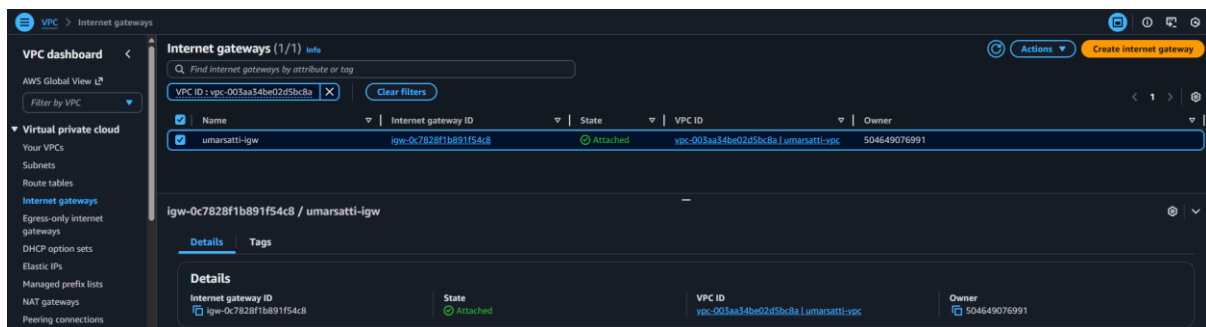 VPC > Internet gateways
VPC dashboard
AWS Global View
Filter by VPC
Virtual private cloud
Your VPCs
Subnets
Route tables
Internet gateways
Egress-only internet
gateways
DHCP option sets
Elastic IPs
Managed prefix lists
NAT gateways
Peering connections
Internet gateways (1/1) Info
Actions
Create internet gateway
Find internet gateways by attribute or tag
VPC ID : vpc-003aa34be02d5bc8a
Clear filters
1
Name Internet gateway ID State VPC ID Owner
umarsatti-igw igw-0c7828f1b891f54c8 Attached vpc-003aa34be02d5bc8a | umarsatti-vpc 504649076991
igw-0c7828f1b891f54c8 / umarsatti-igw
Details Tags
Details
Internet gateway ID State VPC ID Owner
igw-0c7828f1b891f54c8 Attached vpc-003aa34be02d5bc8a | umarsatti-vpc 504649076991